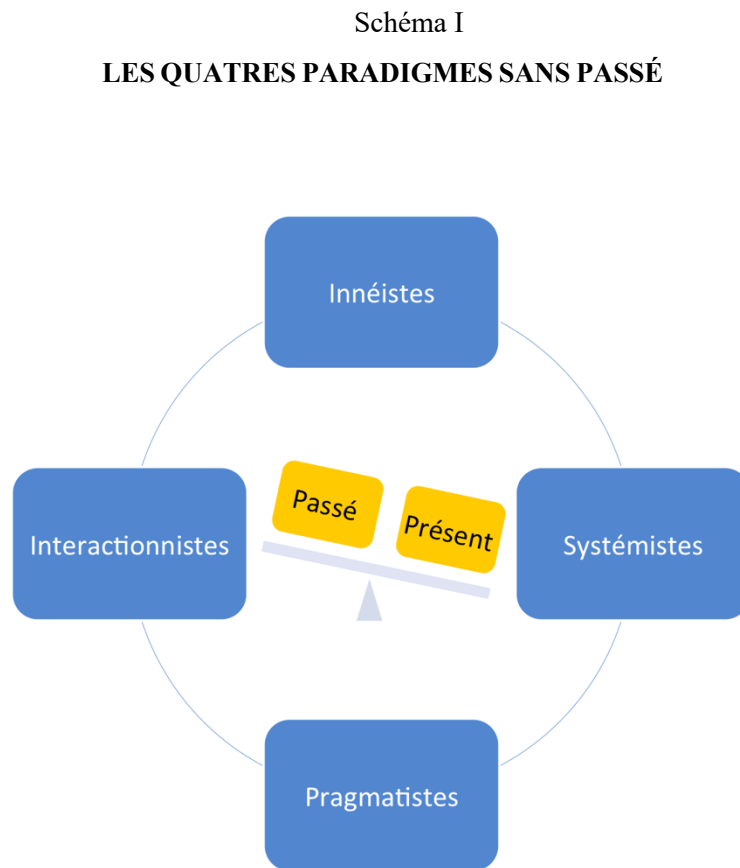 Schéma I
LES QUATRES PARADIGMES SANS PASSÉ
Innéistes
Passé
Présent
Interactionnistes
Systémistes
Pragmatistes